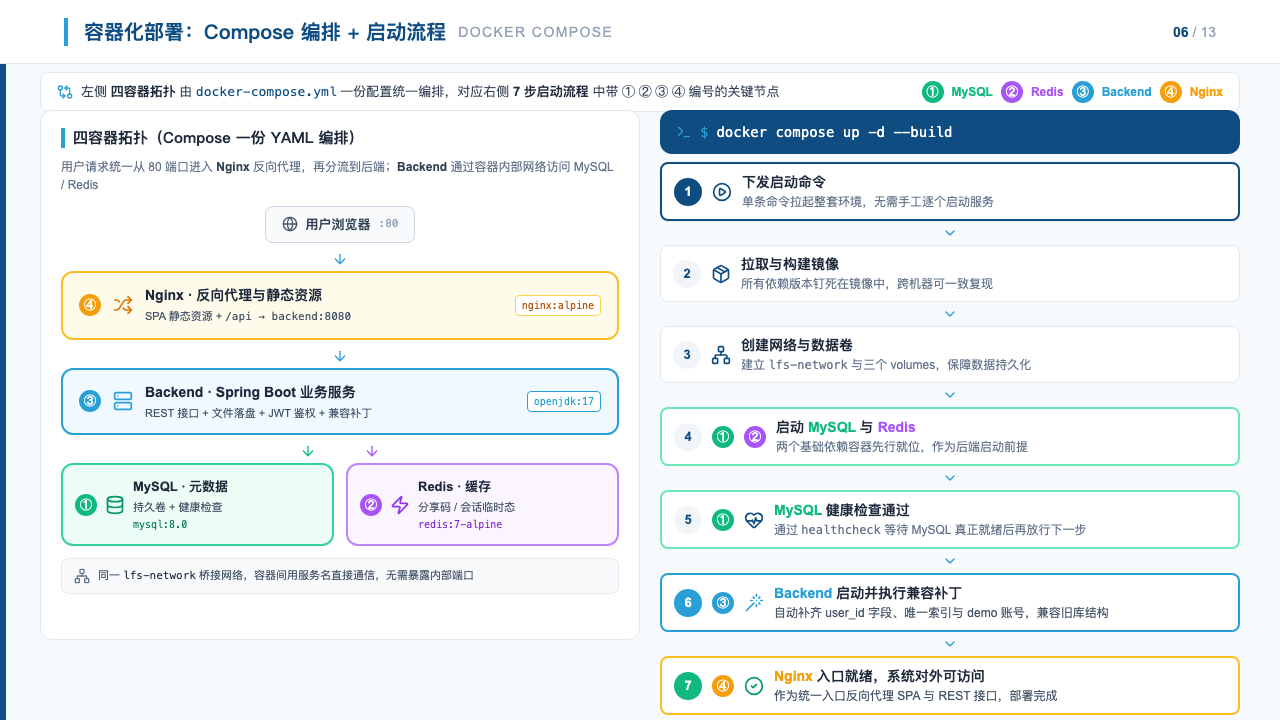 容器化部署：Compose 编排 + 启动流程 DOCKER COMPOSE
06 / 13
左侧 四容器拓扑 由 docker-compose.yml 一份配置统一编排，对应右侧 7 步启动流程 中带 ① ② ③ ④ 编号的关键节点
① MySQL ② Redis ③ Backend ④ Nginx
四容器拓扑（Compose 一份 YAML 编排）
用户请求统一从 80 端口进入 Nginx 反向代理，再分流到后端；Backend 通过容器内部网络访问 MySQL
/ Redis
用户浏览器 :80
④
Nginx · 反向代理与静态资源
SPA 静态资源 + /api → backend:8080
nginx:alpine
③
Backend · Spring Boot 业务服务
REST 接口 + 文件落盘 + JWT 鉴权 + 兼容补丁
openjdk:17
①
MySQL · 元数据
持久卷 + 健康检查
mysql:8.0
②
Redis · 缓存
分享码 / 会话临时态
redis:7-alpine
同一 lfs-network 桥接网络，容器间用服务名直接通信，无需暴露内部端口
$ docker compose up -d --build
1
下发启动命令
单条命令拉起整套环境，无需手工逐个启动服务
2
拉取与构建镜像
所有依赖版本钉死在镜像中，跨机器可一致复现
3
创建网络与数据卷
建立 lfs-network 与三个 volumes，保障数据持久化
4 ① ②
启动 MySQL 与 Redis
两个基础依赖容器先行就位，作为后端启动前提
5 ①
MySQL 健康检查通过
通过 healthcheck 等待 MySQL 真正就绪后再放行下一步
6 ③
Backend 启动并执行兼容补丁
自动补齐 user_id 字段、唯一索引与 demo 账号，兼容旧库结构
7 ④
Nginx 入口就绪，系统对外可访问
作为统一入口反向代理 SPA 与 REST 接口，部署完成